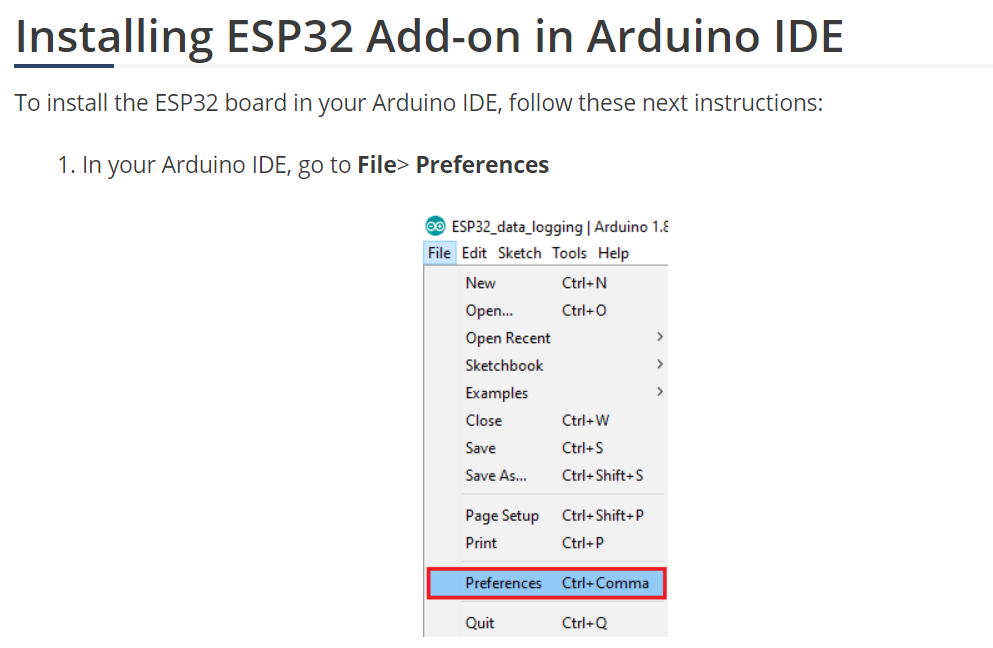 Installing ESP32 Add-on in Arduino IDE
To install the ESP32 board in your Arduino IDE, follow these next instructions:
1. In your Arduino IDE, go to File> Preferences
ESP32_data_logging | Arduino 1.8
File Edit Sketch Tools Help
New Ctrl+N
Open... Ctrl+O
Open Recent
Sketchbook
Examples
Close Ctrl+W
Save Ctrl+S
Save As... Ctrl+Shift+S
Page Setup Ctrl+Shift+P
Print Ctrl+P
Preferences Ctrl+Comma
Quit Ctrl+Q